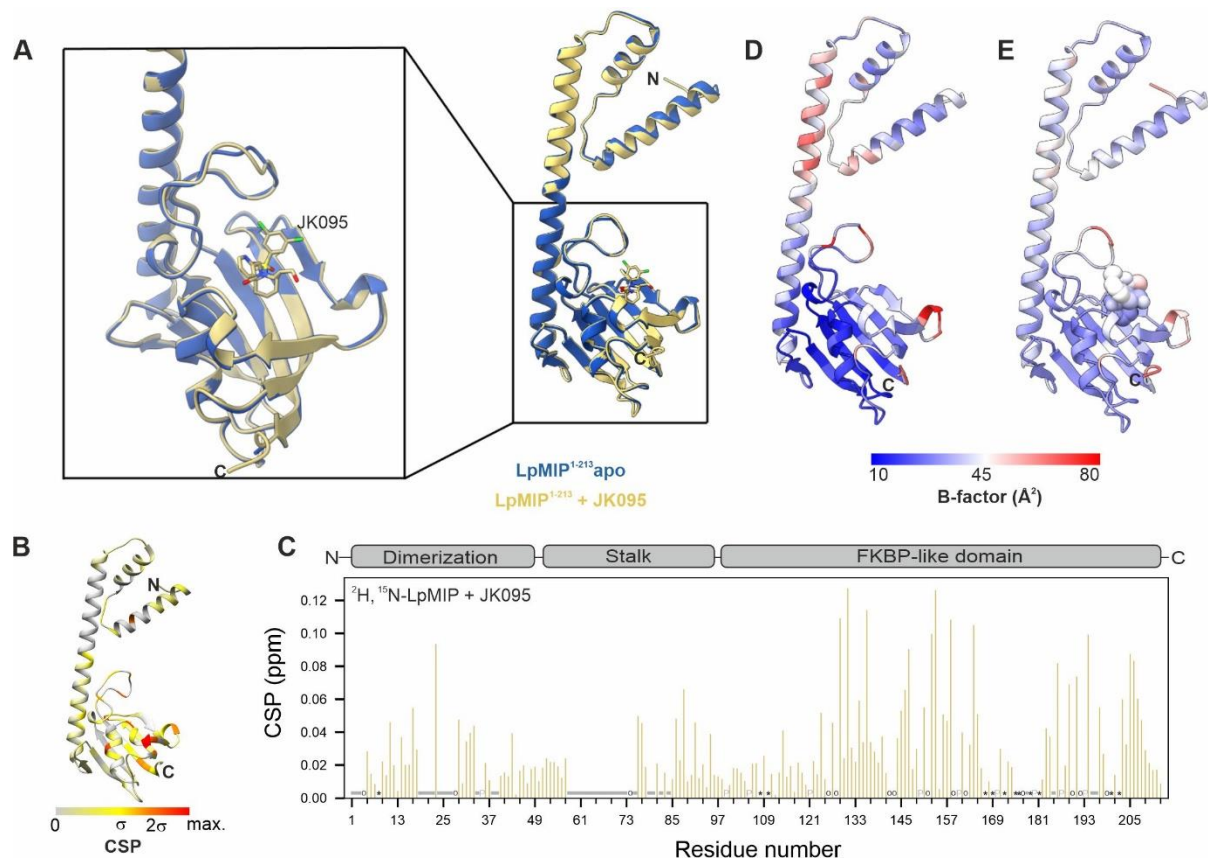 A
JK095
C
N
C
LpMIP¹⁻²¹³apo
LpMIP¹⁻²¹³ + JK095
D
C
E
C
10 45 80
B-factor (Å²)
B
N
C
0 σ 2σ max.
CSP
C
N Dimerization Stalk FKBP-like domain C
²H, ¹⁵N-LpMIP + JK095
CSP (ppm)
0.12
0.10
0.08
0.06
0.04
0.02
0.00
1 13 25 37 49 61 73 85 97 109 121 133 145 157 169 181 193 205
Residue number